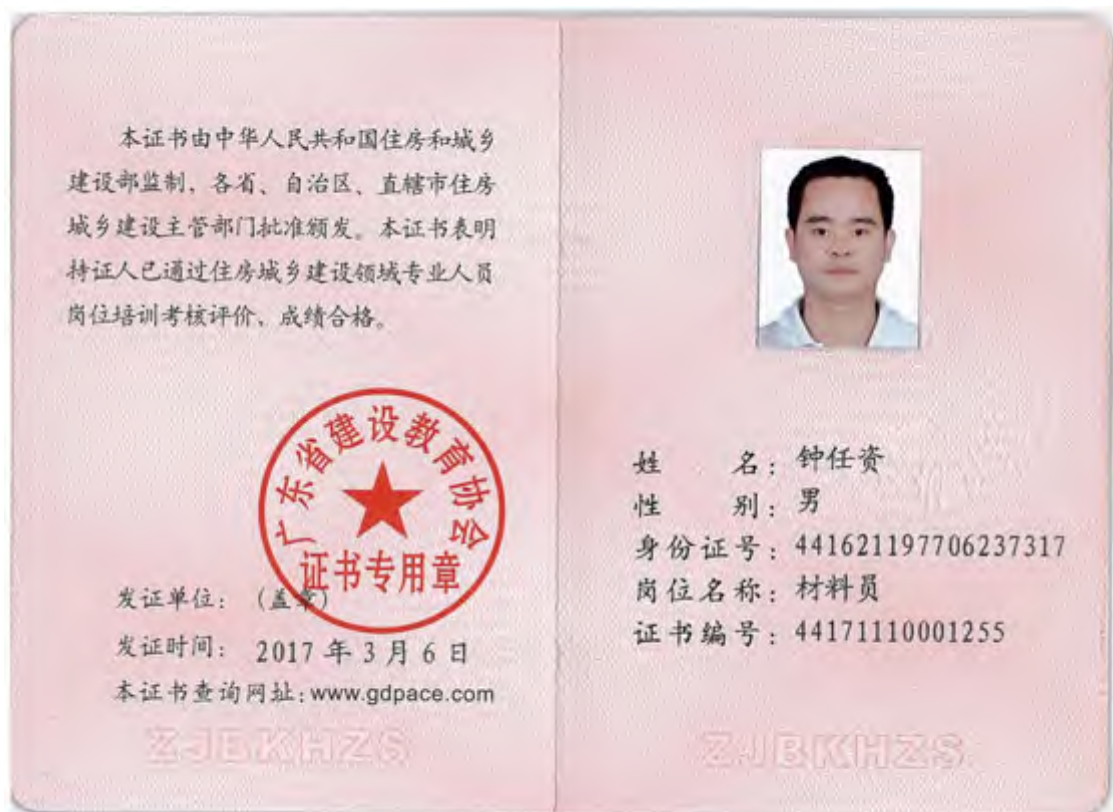 本证书由中华人民共和国住房和城乡
建设部监制，各省、自治区、直辖市住房
城乡建设主管部门批准颁发。本证书表明
持证人已通过住房城乡建设领域专业人员
岗位培训考核评价，成绩合格。
广东省建设教育协会
证书专用章
发证单位：（盖章）
发证时间：2017 年 3 月 6 日
本证书查询网址：www.gdpace.com
ZJBKHZS
姓 名：钟任资
性 别：男
身份证号：441621197706237317
岗位名称：材料员
证书编号：44171110001255
ZJBKHZS